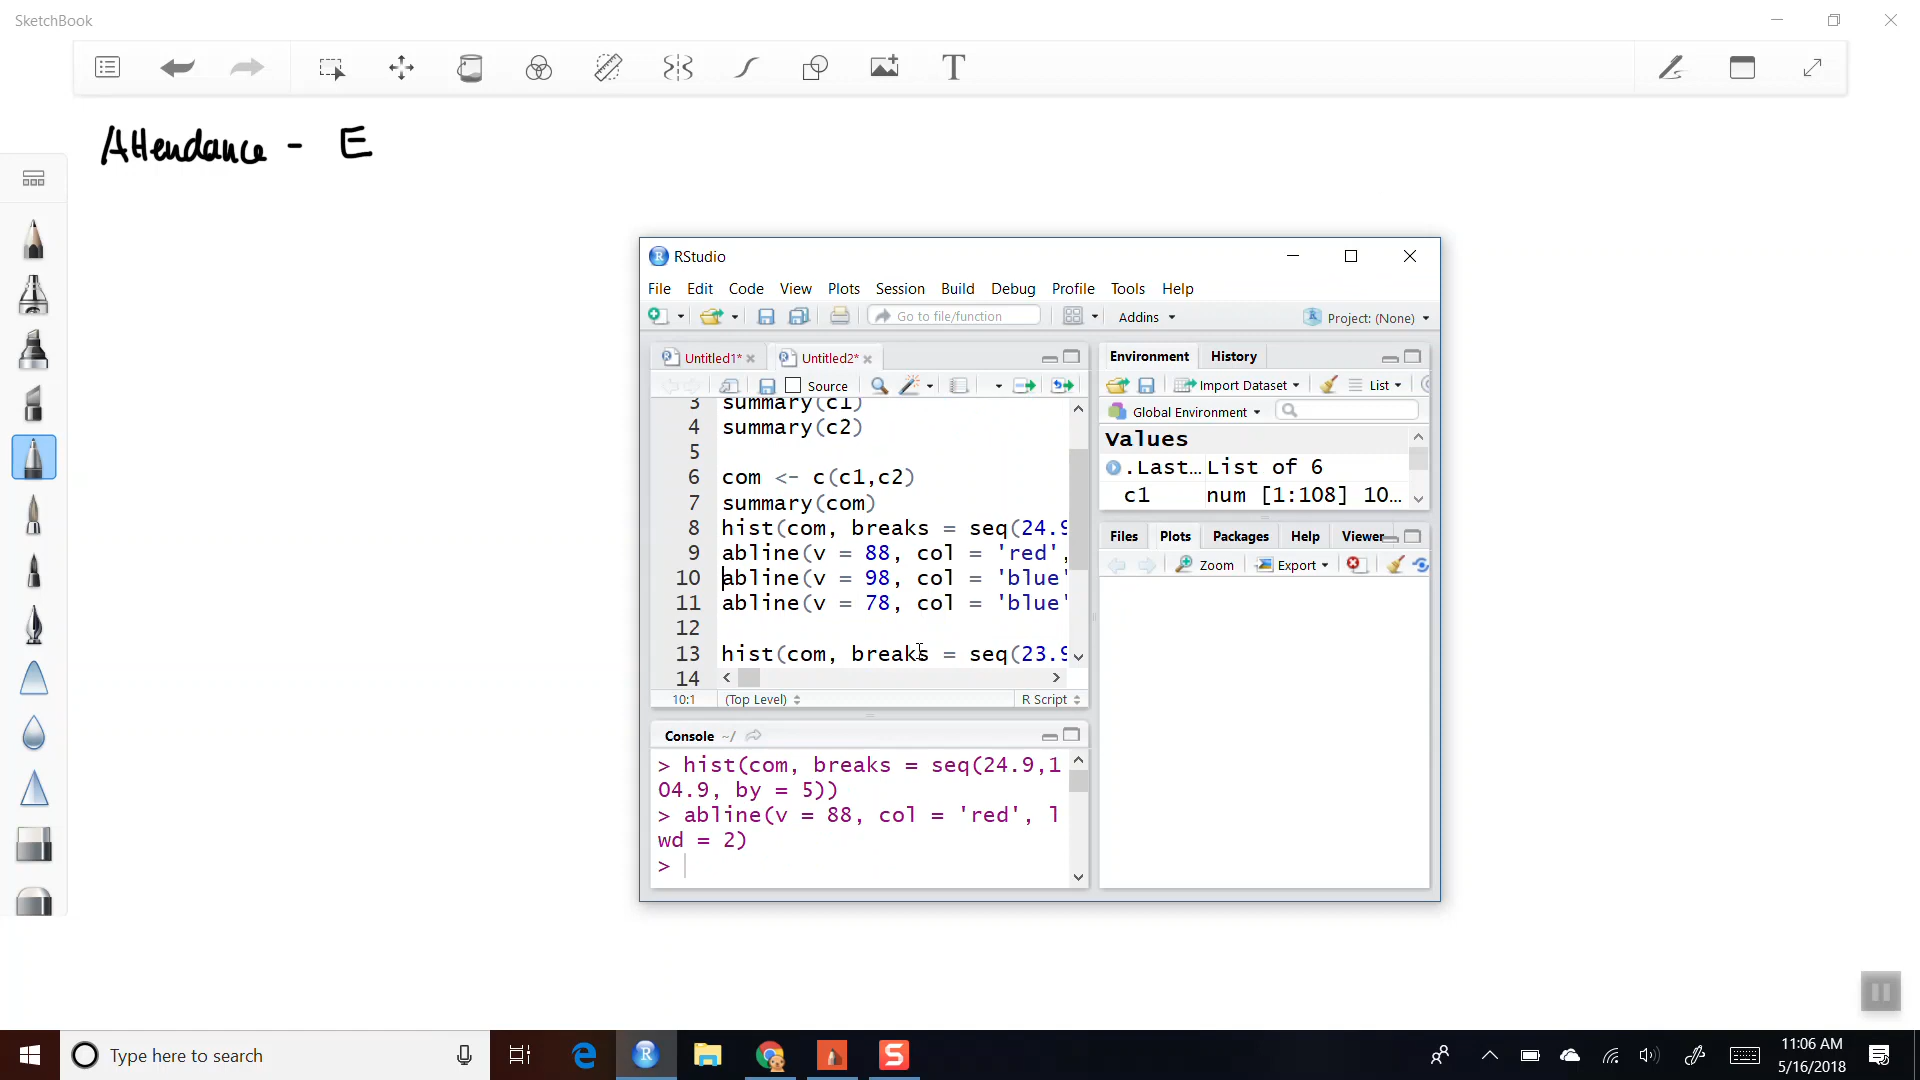 SketchBook
T
Attendance - E
RStudio
File Edit Code View Plots Session Build Debug Profile Tools Help
Go to file/function Addins Project: (None)
Untitled1* Untitled2*
Source
3 summary(c1)
4 summary(c2)
5
6 com <- c(c1,c2)
7 summary(com)
8 hist(com, breaks = seq(24.9
9 abline(v = 88, col = 'red',
10 abline(v = 98, col = 'blue'
11 abline(v = 78, col = 'blue'
12
13 hist(com, breaks = seq(23.9
14
10:1 (Top Level) R Script
Console ~/
> hist(com, breaks = seq(24.9,1
04.9, by = 5))
> abline(v = 88, col = 'red', l
wd = 2)
>
Environment History
Import Dataset List
Global Environment
Values
.Last... List of 6
c1 num [1:108] 10...
Files Plots Packages Help Viewer
Zoom Export
Type here to search
11:06 AM
5/16/2018